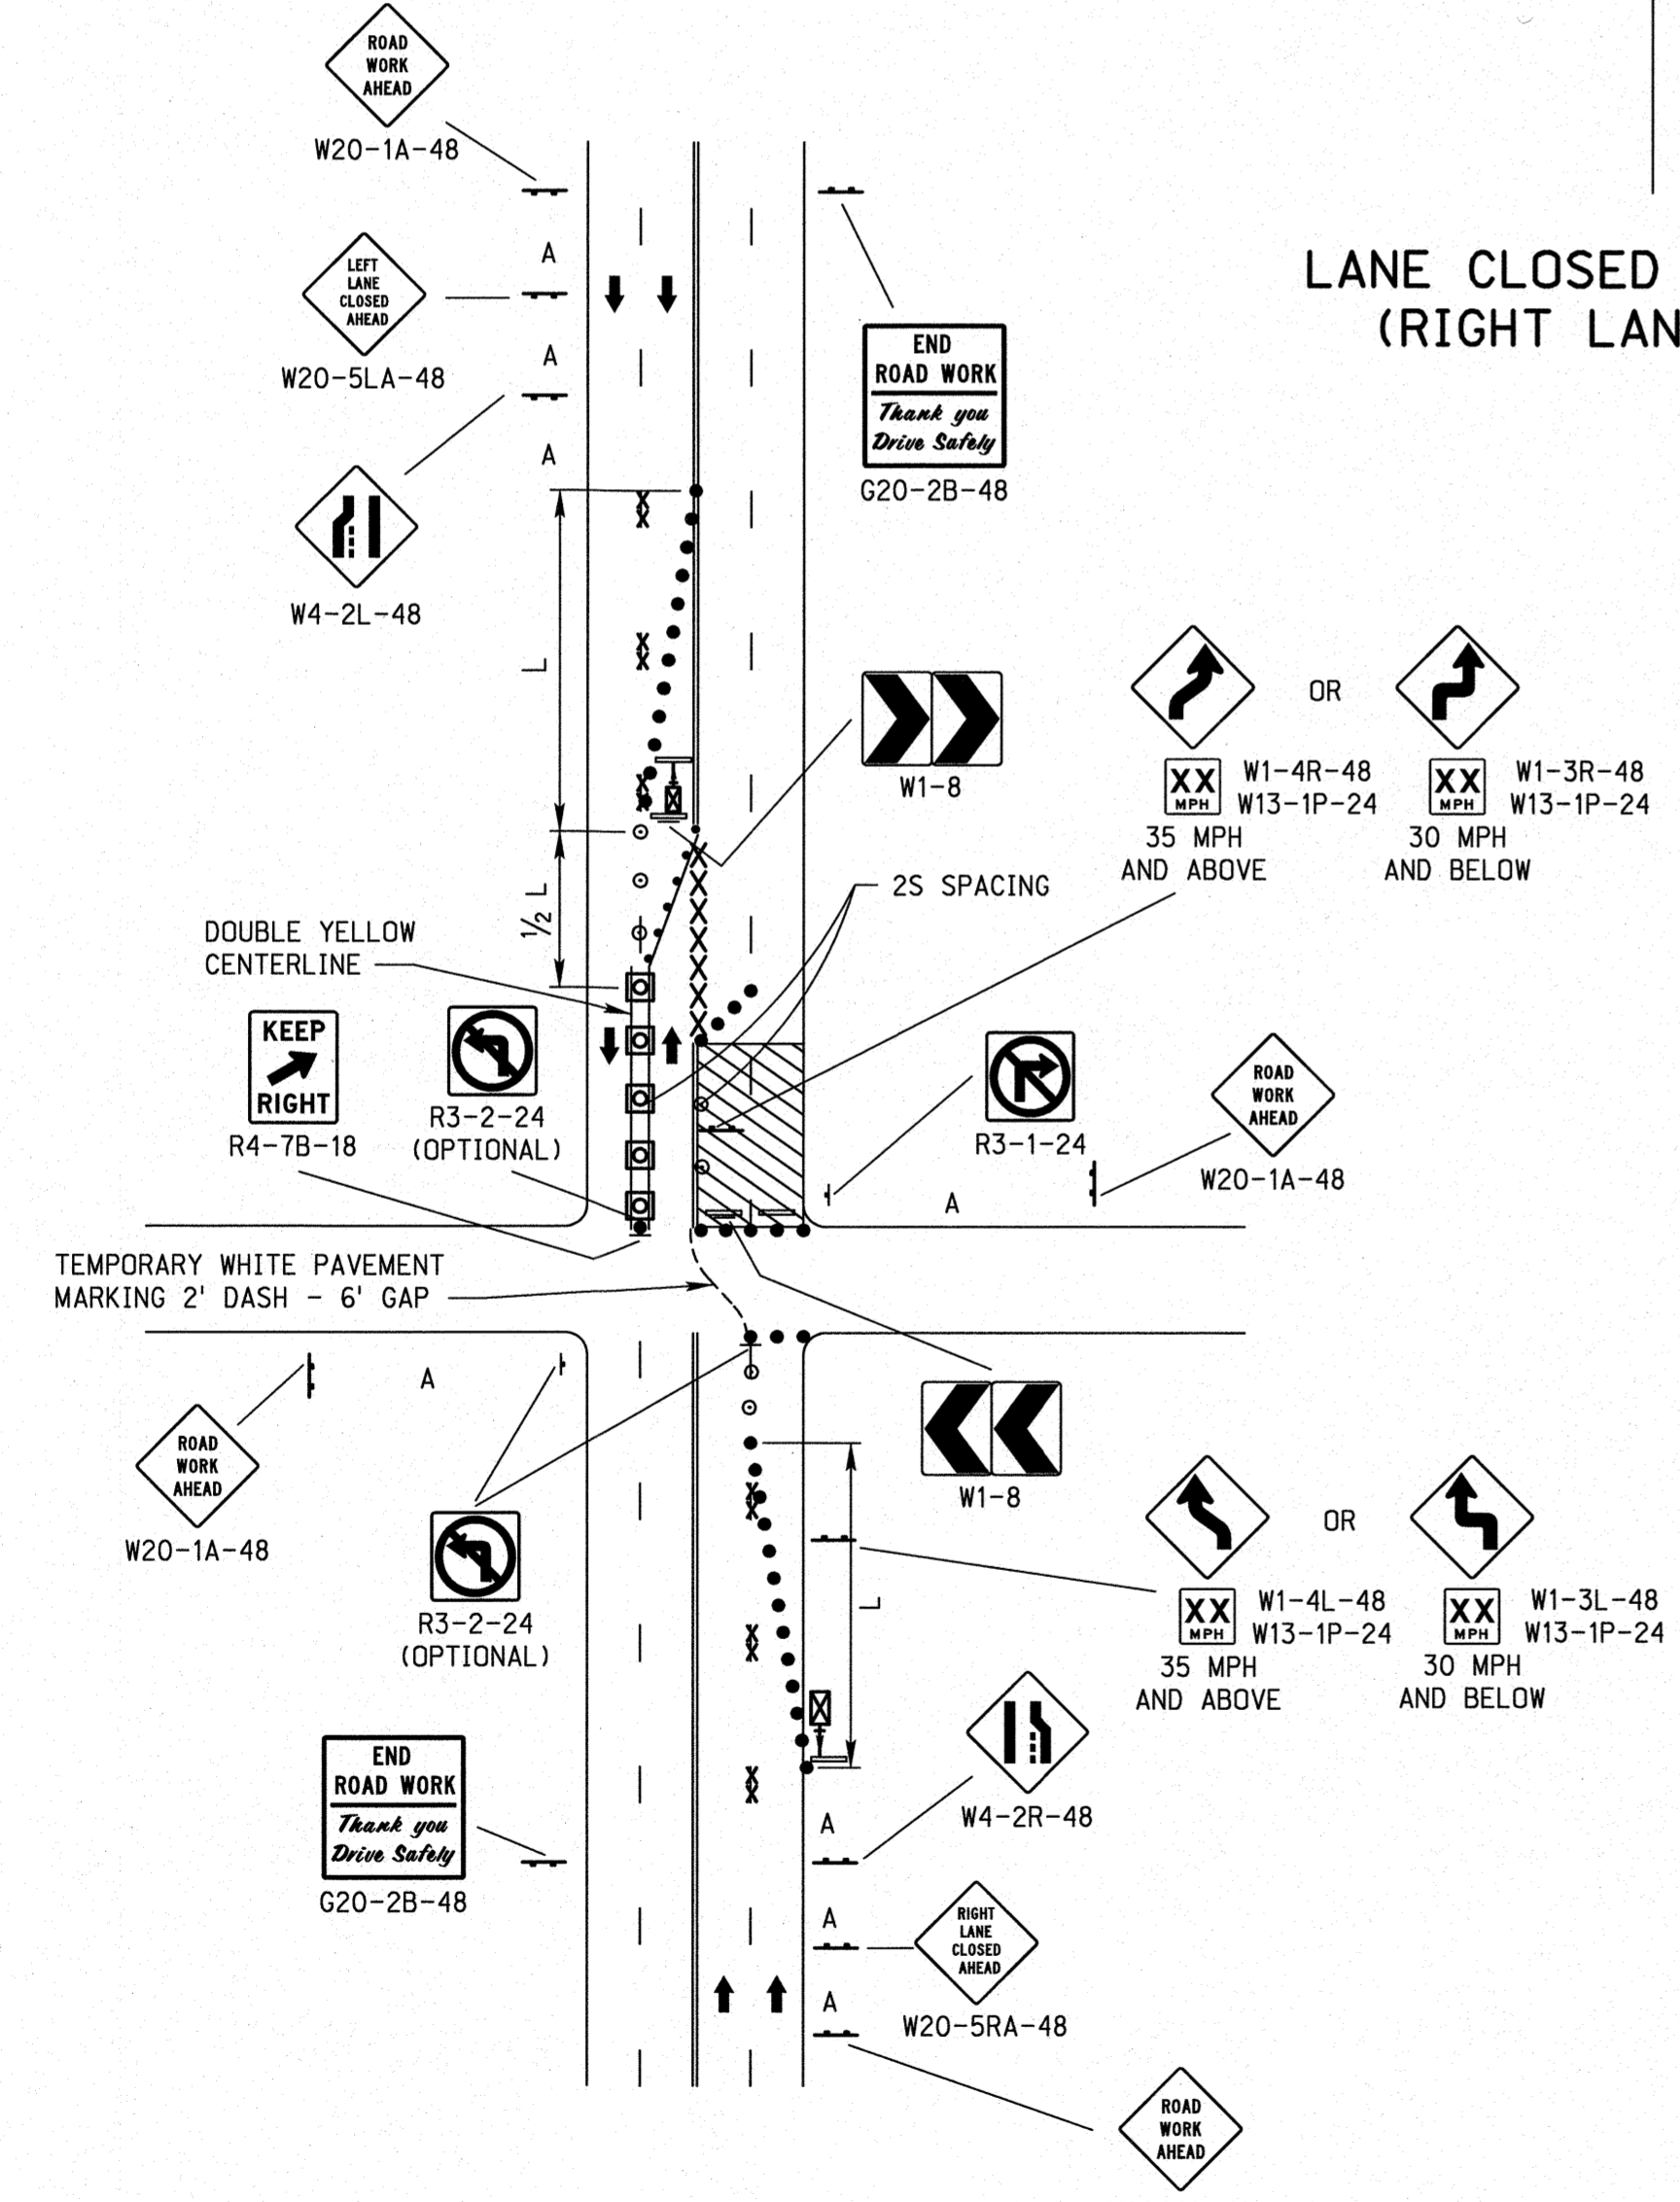 ROAD
WORK
AHEAD
W20-1A-48
A
LEFT
LANE
CLOSED
AHEAD
W20-5LA-48
A
A
W4-2L-48
END
ROAD WORK
Thank you
Drive Safely
G20-2B-48
LANE CLOSED
(RIGHT LAN
L
W1-8
OR
XX
MPH
W1-4R-48
W13-1P-24
35 MPH
AND ABOVE
XX
MPH
W1-3R-48
W13-1P-24
30 MPH
AND BELOW
½ L
2S SPACING
DOUBLE YELLOW
CENTERLINE
KEEP
RIGHT
R4-7B-18
R3-2-24
(OPTIONAL)
R3-1-24
ROAD
WORK
AHEAD
W20-1A-48
A
TEMPORARY WHITE PAVEMENT
MARKING 2' DASH - 6' GAP
A
ROAD
WORK
AHEAD
W20-1A-48
R3-2-24
(OPTIONAL)
W1-8
L
OR
XX
MPH
W1-4L-48
W13-1P-24
35 MPH
AND ABOVE
XX
MPH
W1-3L-48
W13-1P-24
30 MPH
AND BELOW
END
ROAD WORK
Thank you
Drive Safely
G20-2B-48
A
W4-2R-48
A
RIGHT
LANE
CLOSED
AHEAD
W20-5RA-48
A
ROAD
WORK
AHEAD